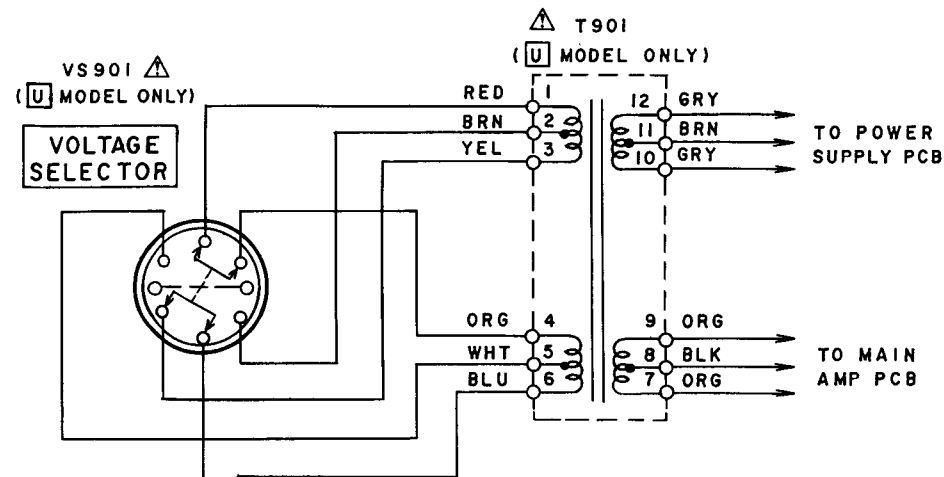 ⚠ T901
(U MODEL ONLY)
VS901 ⚠
(U MODEL ONLY)
VOLTAGE
SELECTOR
RED 1
BRN 2
YEL 3
12 GRY
11 BRN
10 GRY
TO POWER
SUPPLY PCB
ORG 4
WHT 5
BLU 6
9 ORG
8 BLK
7 ORG
TO MAIN
AMP PCB